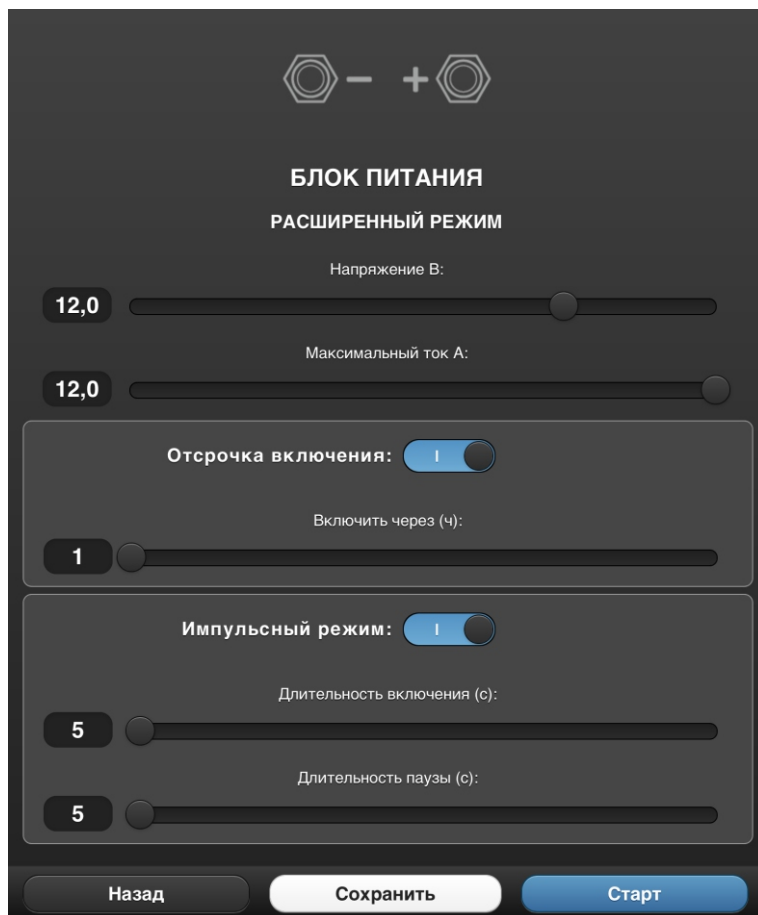 - +
БЛОК ПИТАНИЯ
РАСШИРЕННЫЙ РЕЖИМ
Напряжение В:
12,0
Максимальный ток А:
12,0
Отсрочка включения: I
Включить через (ч):
1
Импульсный режим: I
Длительность включения (с):
5
Длительность паузы (с):
5
Назад Сохранить Старт